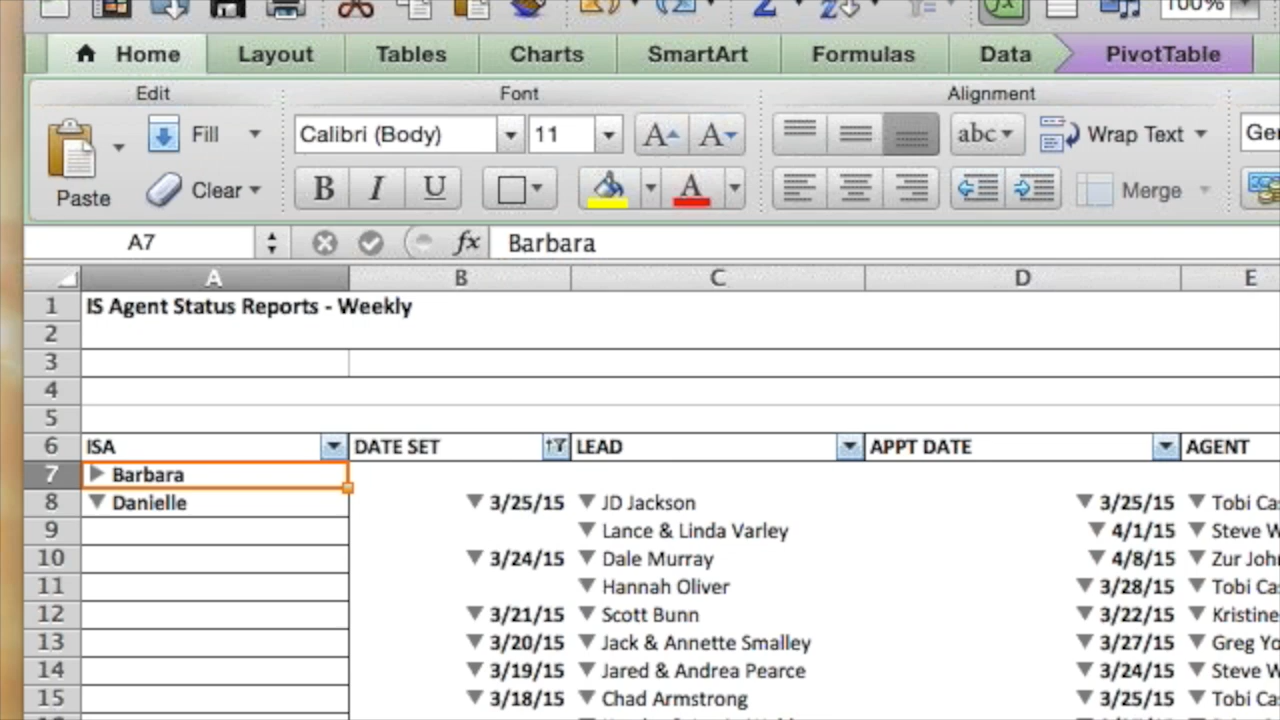 100%
Home Layout Tables Charts SmartArt Formulas Data PivotTable
Edit Font Alignment
Fill Calibri (Body) 11 A A abc Wrap Text
Paste Clear B I U A Merge
A7 fx Barbara
A B C D E
1 IS Agent Status Reports - Weekly
2
3
4
5
6 ISA DATE SET LEAD APPT DATE AGENT
7 Barbara
8 Danielle 3/25/15 JD Jackson 3/25/15 Tobi
9 Lance & Linda Varley 4/1/15 Steve W
10 3/24/15 Dale Murray 4/8/15 Zur
11 Hannah Oliver 3/28/15 Tobi
12 3/21/15 Scott Bunn 3/22/15 Kristine
13 3/20/15 Jack & Annette Smalley 3/27/15 Greg
14 3/19/15 Jared & Andrea Pearce 3/24/15 Steve W
15 3/18/15 Chad Armstrong 3/25/15 Tobi